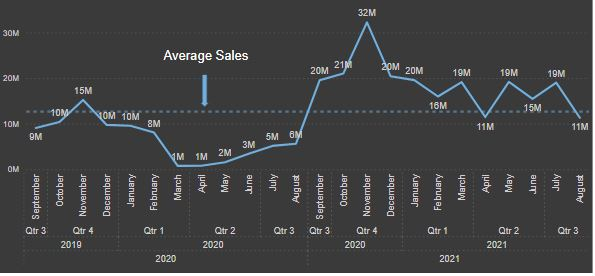 32M
30M
Average Sales
21M
20M
20M
20M
19M
19M
19M
20M
15M
16M
15M
10M
10M
10M
11M
11M
10M
9M
8M
6M
5M
3M
2M
1M
1M
0M
September October November December January February March April May June July August September October November December January February March April May June July August
Qtr 3 Qtr 4 Qtr 1 Qtr 2 Qtr 3 Qtr 3 Qtr 4 Qtr 1 Qtr 2 Qtr 3
2019 2020 2020 2021
2020 2021